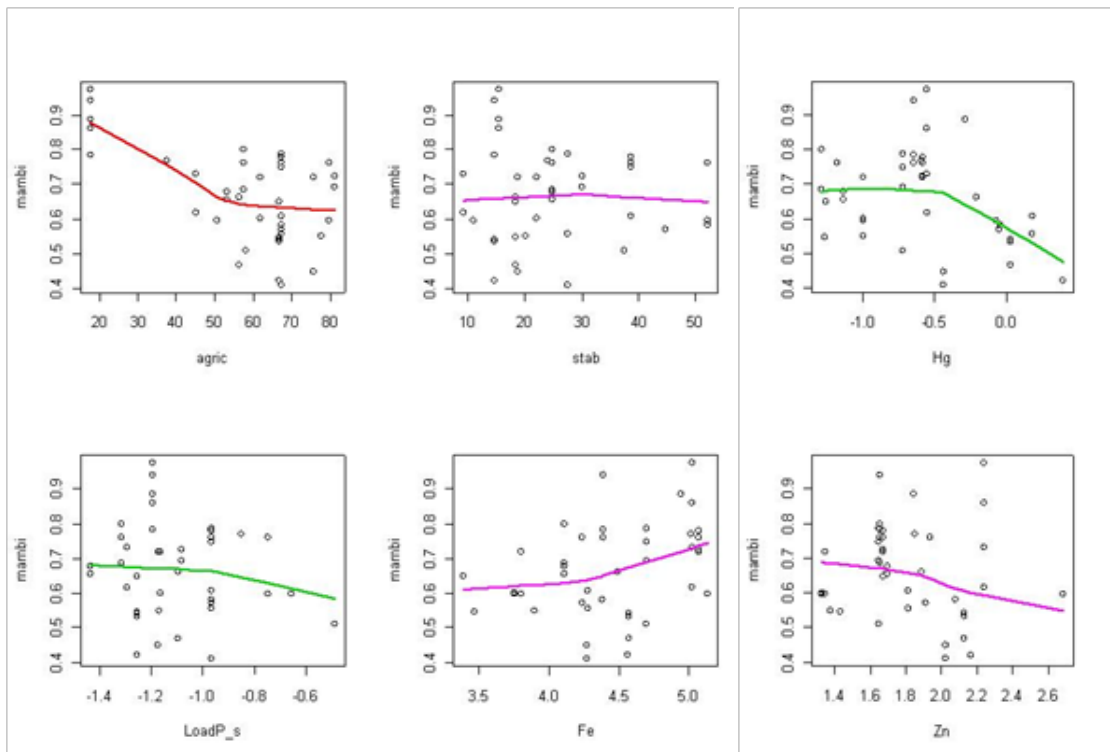 mambi
0.4 0.5 0.6 0.7 0.8 0.9
20 30 40 50 60 70 80
agric
mambi
0.4 0.5 0.6 0.7 0.8 0.9
10 20 30 40 50
stab
mambi
0.4 0.5 0.6 0.7 0.8 0.9
-1.0 -0.5 0.0
Hg
mambi
0.4 0.5 0.6 0.7 0.8 0.9
-1.4 -1.2 -1.0 -0.8 -0.6
LoadP_s
mambi
0.4 0.5 0.6 0.7 0.8 0.9
3.5 4.0 4.5 5.0
Fe
mambi
0.4 0.5 0.6 0.7 0.8 0.9
1.4 1.6 1.8 2.0 2.2 2.4 2.6
Zn